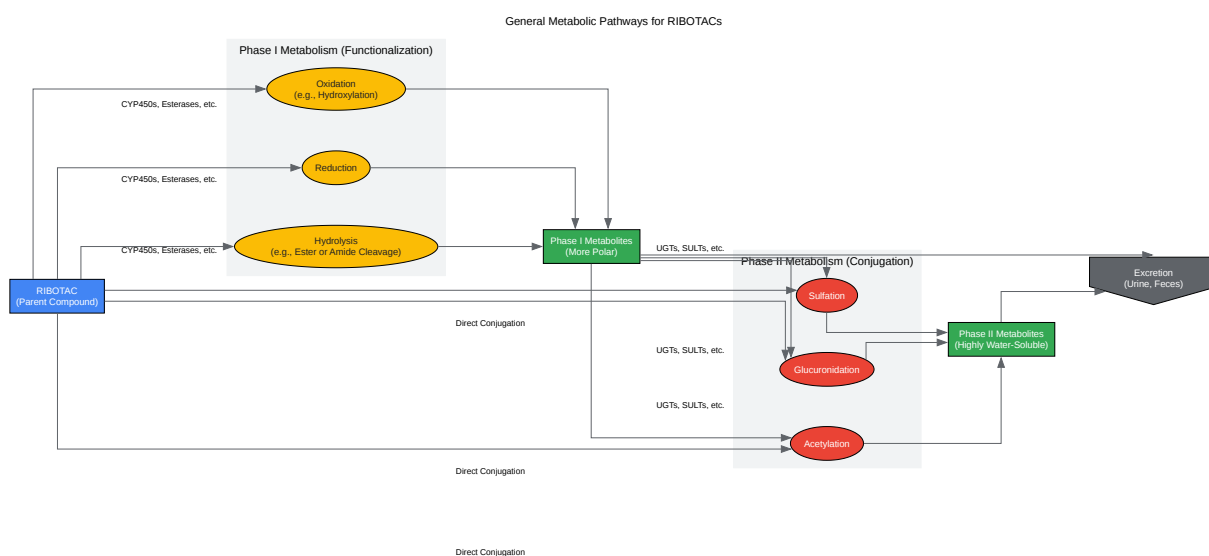 General Metabolic Pathways for RIBOTACs
Phase I Metabolism (Functionalization)
Oxidation
(e.g., Hydroxylation)
CYP450s, Esterases, etc.
Reduction
CYP450s, Esterases, etc.
Hydrolysis
(e.g., Ester or Amide Cleavage)
CYP450s, Esterases, etc.
Phase I Metabolites
(More Polar)
UGTs, SULTs, etc.
Phase II Metabolism (Conjugation)
Excretion
(Urine, Feces)
RIBOTAC
(Parent Compound)
Sulfation
Direct Conjugation
Phase II Metabolites
(Highly Water-Soluble)
UGTs, SULTs, etc.
Glucuronidation
UGTs, SULTs, etc.
Acetylation
Direct Conjugation
Direct Conjugation